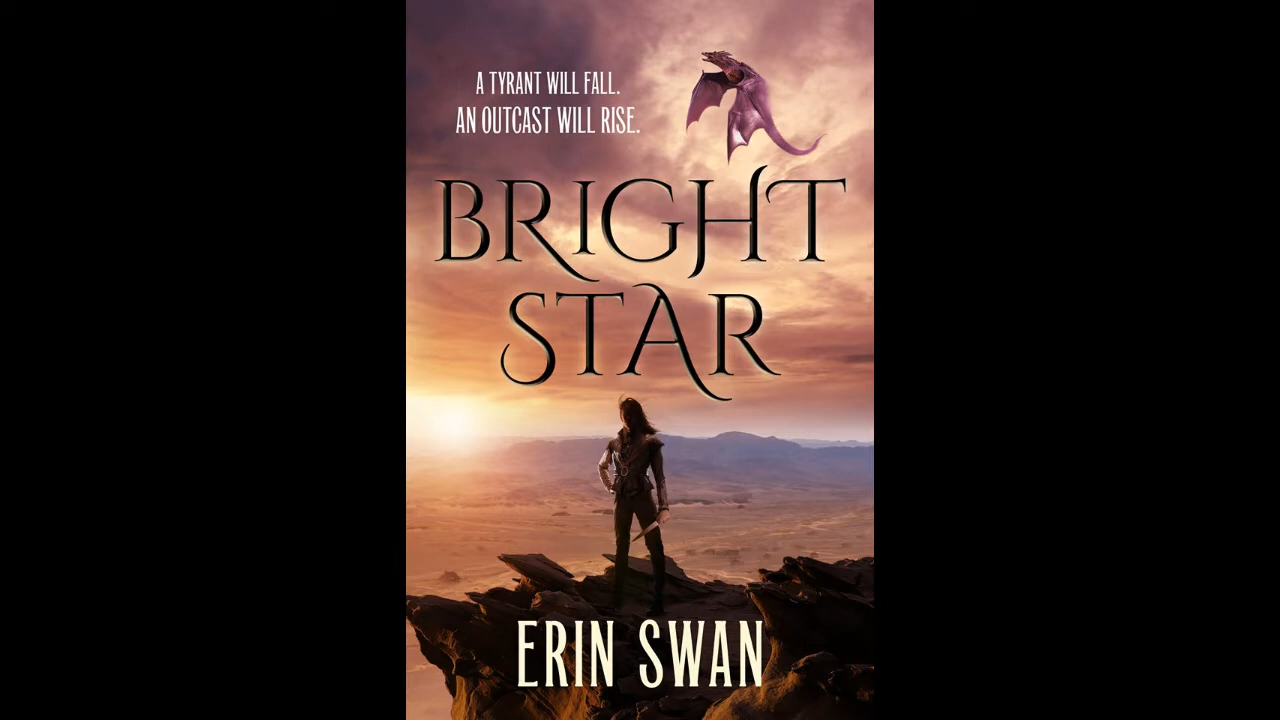 A TYRANT WILL FALL.
AN OUTCAST WILL RISE.
BRIGHT
STAR
ERIN SWAN